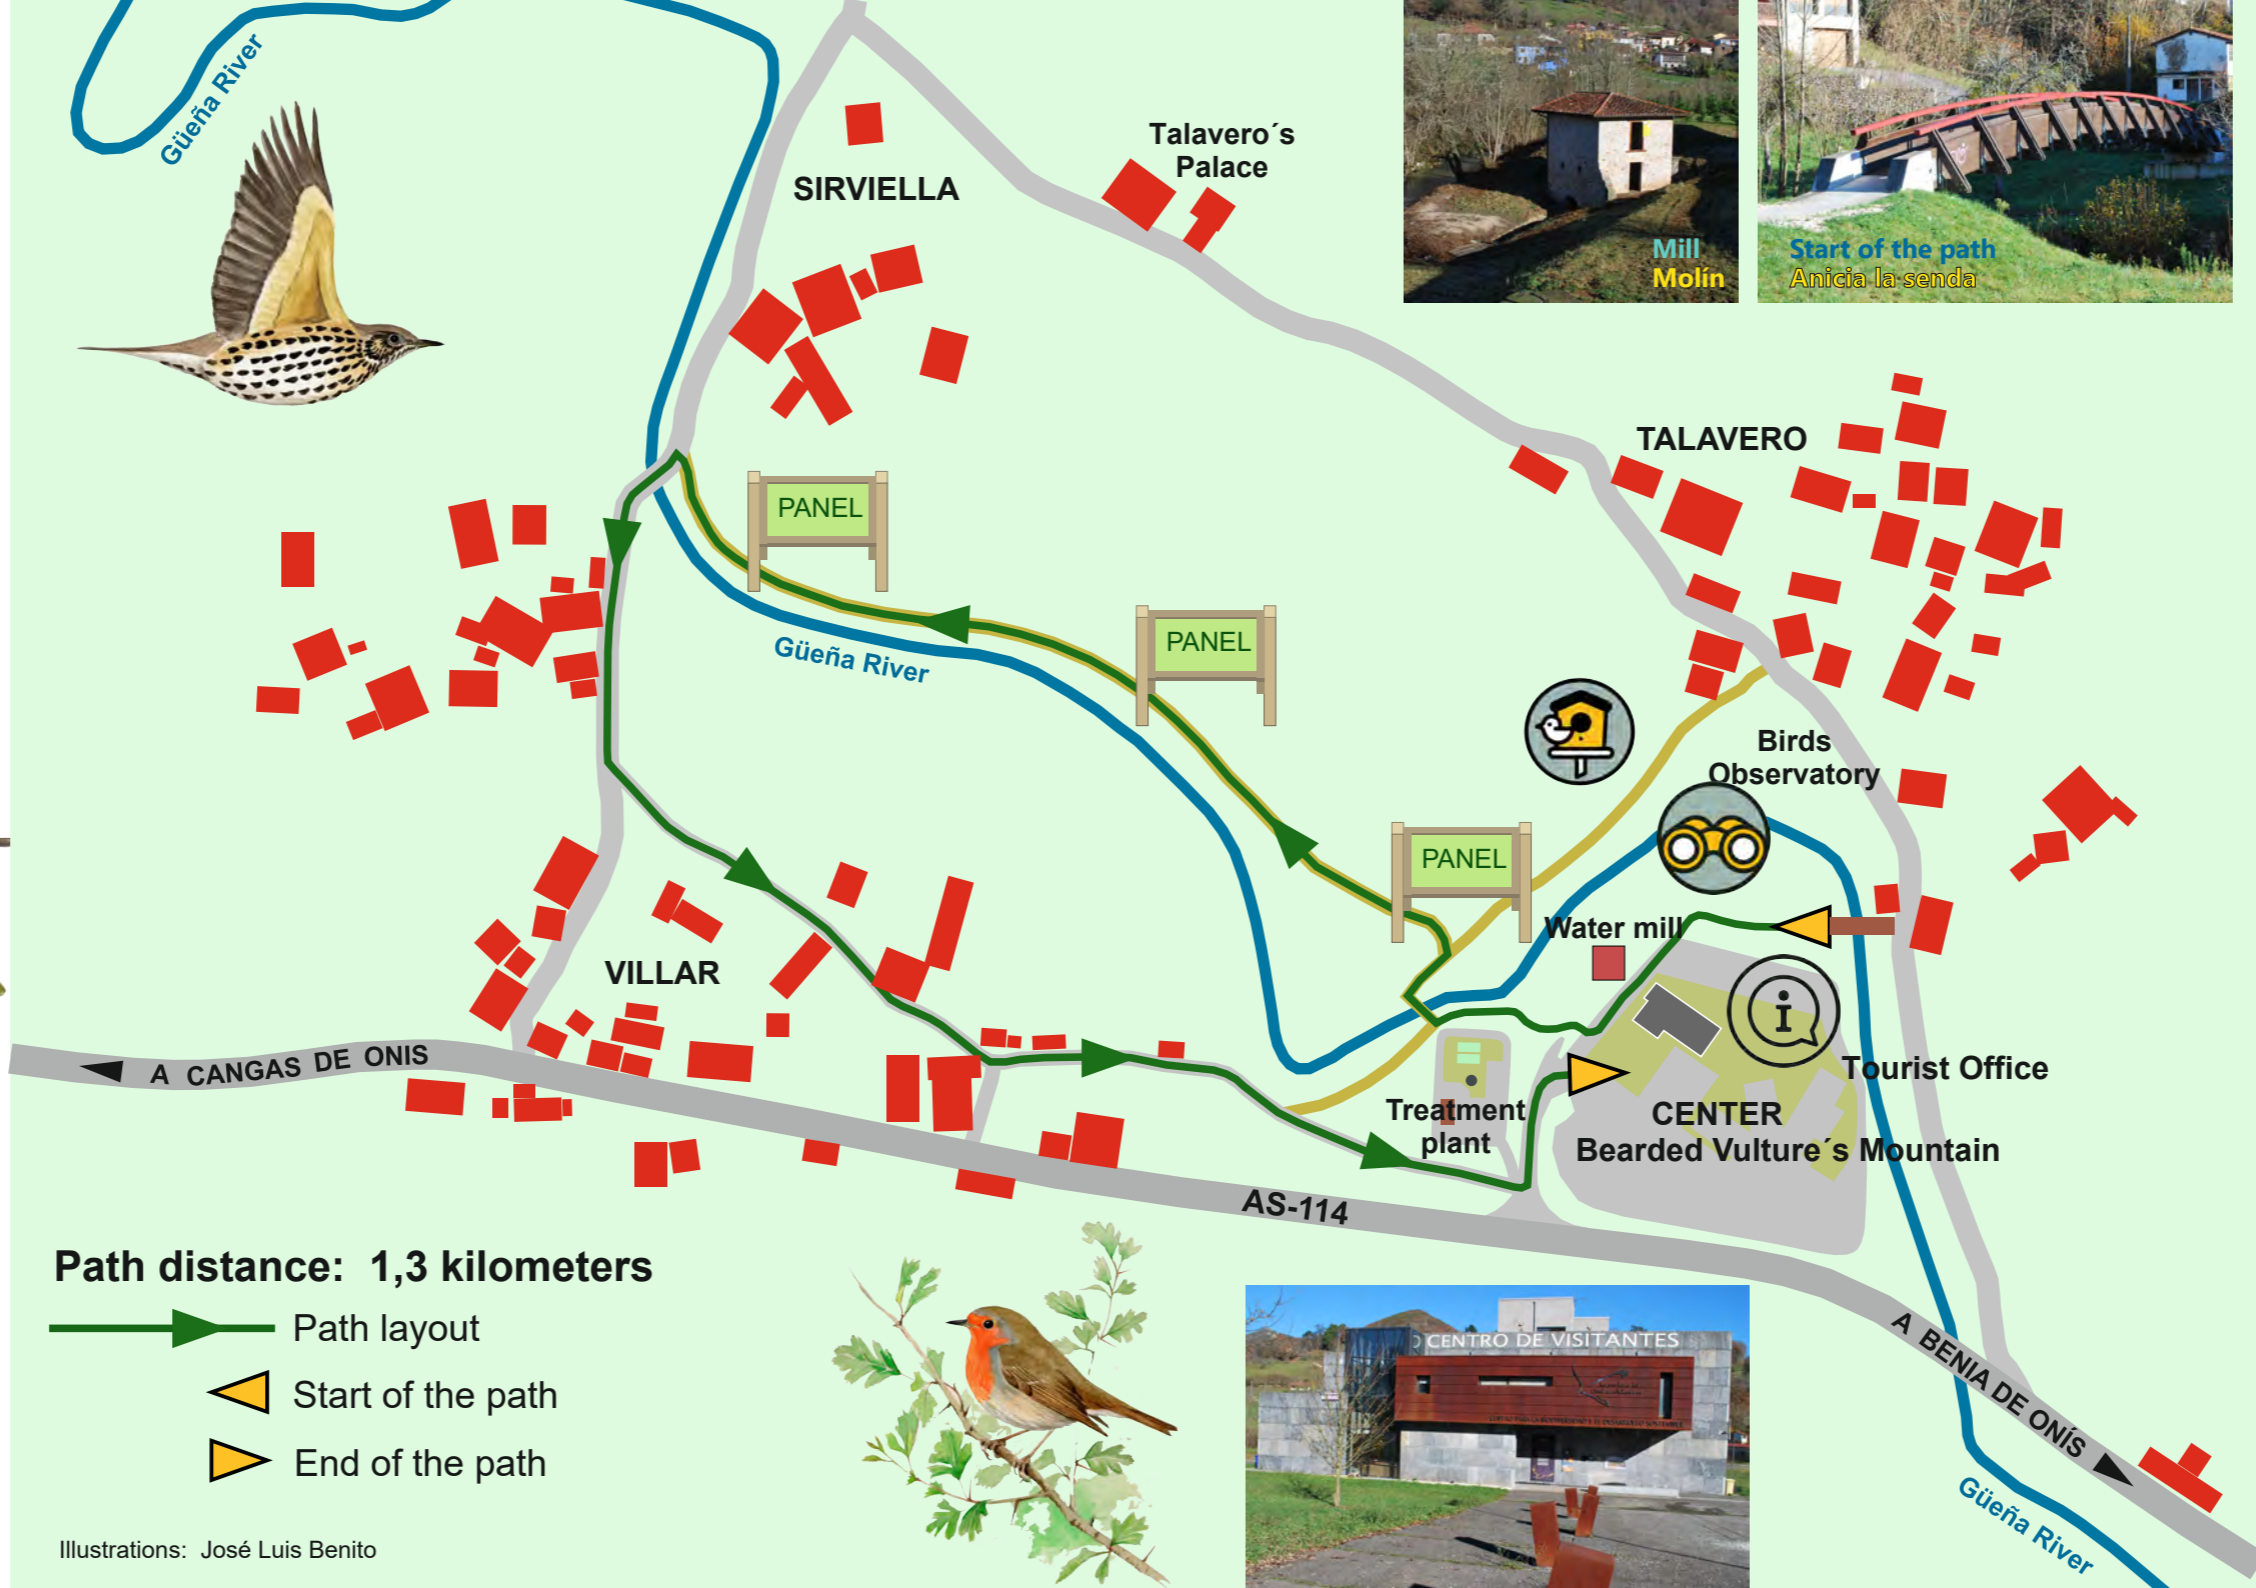 Güeña River
SIRVIELLA
Talavero´s
Palace
Mill
Molín
Start of the path
Anicia la senda
TALAVERO
PANEL
PANEL
Güeña River
Birds
Observatory
PANEL
Water mill
VILLAR
i
Tourist Office
A CANGAS DE ONIS
Treatment
plant
CENTER
Bearded Vulture´s Mountain
AS-114
A BENIA DE ONÍS
Güeña River
Path distance: 1,3 kilometers
Path layout
Start of the path
End of the path
CENTRO DE VISITANTES
Illustrations: José Luis Benito